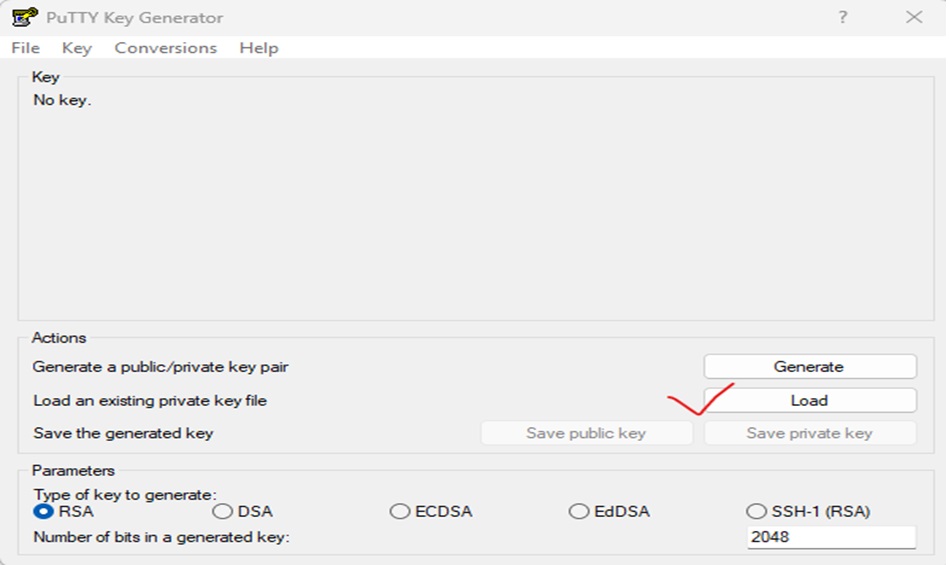 PuTTY Key Generator ?
File Key Conversions Help
Key
No key.
Actions
Generate a public/private key pair Generate
Load an existing private key file Load
Save the generated key Save public key Save private key
Parameters
Type of key to generate:
RSA DSA ECDSA EdDSA SSH-1 (RSA)
Number of bits in a generated key: 2048